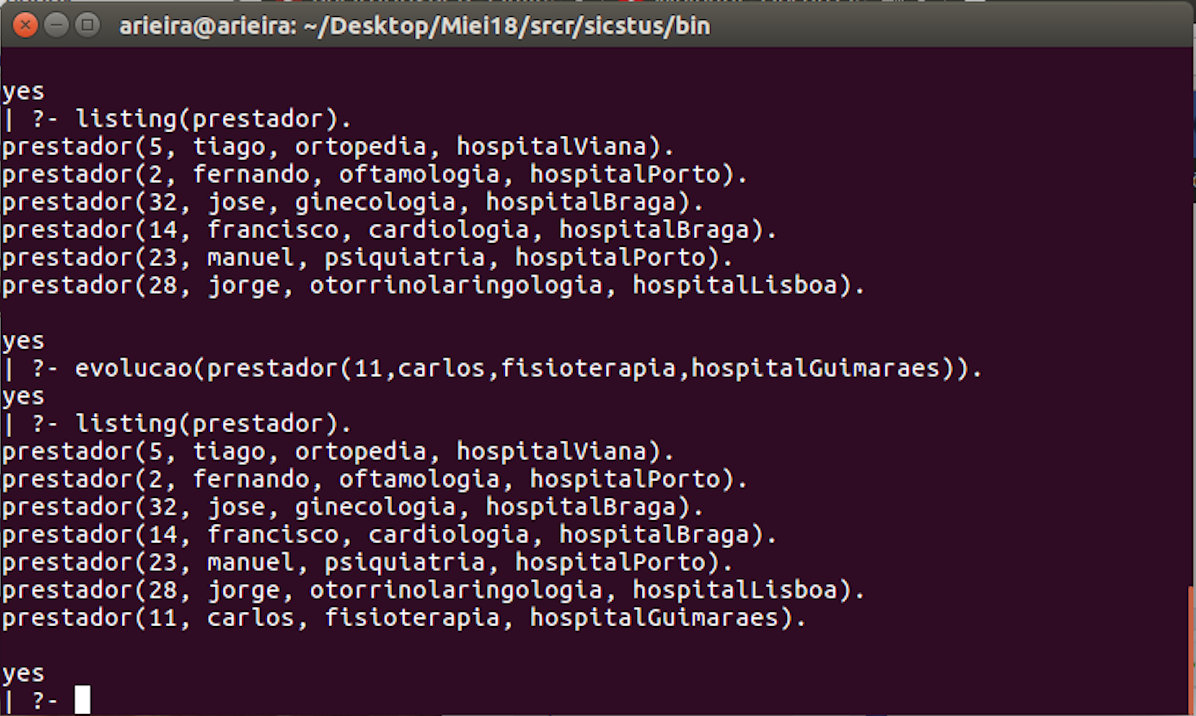 arieira@arieira: ~/Desktop/Miei18/srcr/sicstus/bin
yes
| ?- listing(prestador).
prestador(5, tiago, ortopedia, hospitalViana).
prestador(2, fernando, oftamologia, hospitalPorto).
prestador(32, jose, ginecologia, hospitalBraga).
prestador(14, francisco, cardiologia, hospitalBraga).
prestador(23, manuel, psiquiatria, hospitalPorto).
prestador(28, jorge, otorrinolaringologia, hospitalLisboa).
yes
| ?- evolucao(prestador(11,carlos,fisioterapia,hospitalGuimaraes)).
yes
| ?- listing(prestador).
prestador(5, tiago, ortopedia, hospitalViana).
prestador(2, fernando, oftamologia, hospitalPorto).
prestador(32, jose, ginecologia, hospitalBraga).
prestador(14, francisco, cardiologia, hospitalBraga).
prestador(23, manuel, psiquiatria, hospitalPorto).
prestador(28, jorge, otorrinolaringologia, hospitalLisboa).
prestador(11, carlos, fisioterapia, hospitalGuimaraes).
yes
| ?-